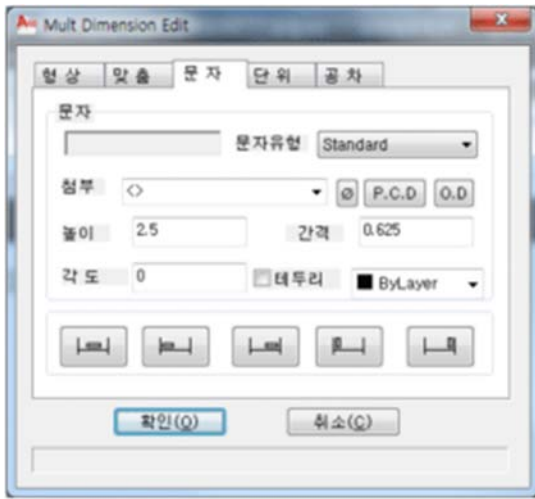 Mult Dimension Edit
형 상 맞 춤 문 자 단 위 공 차
문자
문자유형 Standard
첨부 <> Ø P.C.D O.D
높이 2.5 간격 0.625
각 도 0 테두리 ByLayer
확인(O) 취소(C)